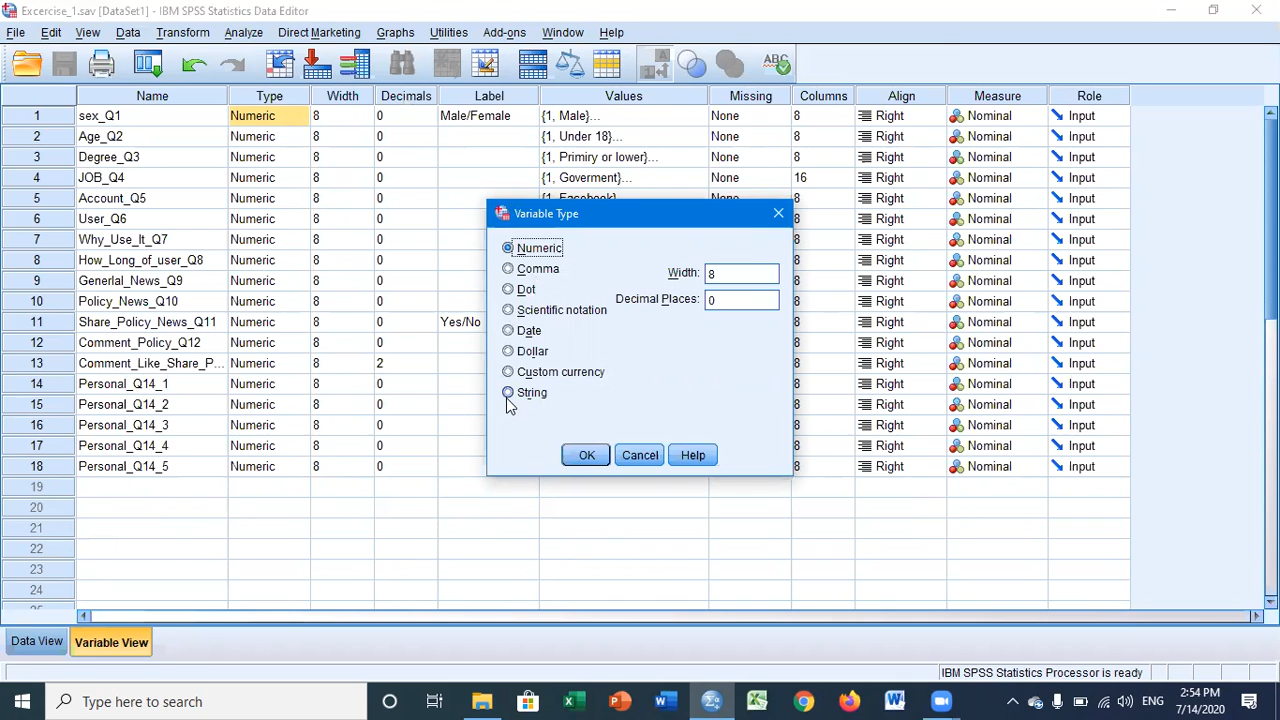 Excercise_1.sav [DataSet1] - IBM SPSS Statistics Data Editor
File Edit View Data Transform Analyze Direct Marketing Graphs Utilities Add-ons Window Help
Name Type Width Decimals Label Values Missing Columns Align Measure Role
1 sex_Q1 Numeric 8 0 Male/Female {1, Male}... None 8 Right Nominal Input
2 Age_Q2 Numeric 8 0 {1, Under 18}... None 8 Right Nominal Input
3 Degree_Q3 Numeric 8 0 {1, Primiry or lower}... None 8 Right Nominal Input
4 JOB_Q4 Numeric 8 0 {1, Goverment}... None 16 Right Nominal Input
5 Account_Q5 Numeric 8 0 {1, Facebook} None 8 Right Nominal Input
6 User_Q6 Numeric 8 0 8 Right Nominal Input
7 Why_Use_It_Q7 Numeric 8 0 8 Right Nominal Input
8 How_Long_of_user_Q8 Numeric 8 0 8 Right Nominal Input
9 Generlal_News_Q9 Numeric 8 0 8 Right Nominal Input
10 Policy_News_Q10 Numeric 8 0 8 Right Nominal Input
11 Share_Policy_News_Q11 Numeric 8 0 Yes/No 8 Right Nominal Input
12 Comment_Policy_Q12 Numeric 8 0 8 Right Nominal Input
13 Comment_Like_Share_P... Numeric 8 2 8 Right Nominal Input
14 Personal_Q14_1 Numeric 8 0 8 Right Nominal Input
15 Personal_Q14_2 Numeric 8 0 8 Right Nominal Input
16 Personal_Q14_3 Numeric 8 0 8 Right Nominal Input
17 Personal_Q14_4 Numeric 8 0 8 Right Nominal Input
18 Personal_Q14_5 Numeric 8 0 8 Right Nominal Input
19
20
21
22
23
24
Variable Type
Numeric
Comma
Dot
Scientific notation
Date
Dollar
Custom currency
String
Width: 8
Decimal Places: 0
OK Cancel Help
Data View Variable View
IBM SPSS Statistics Processor is ready
Type here to search
ENG
2:54 PM
7/14/2020